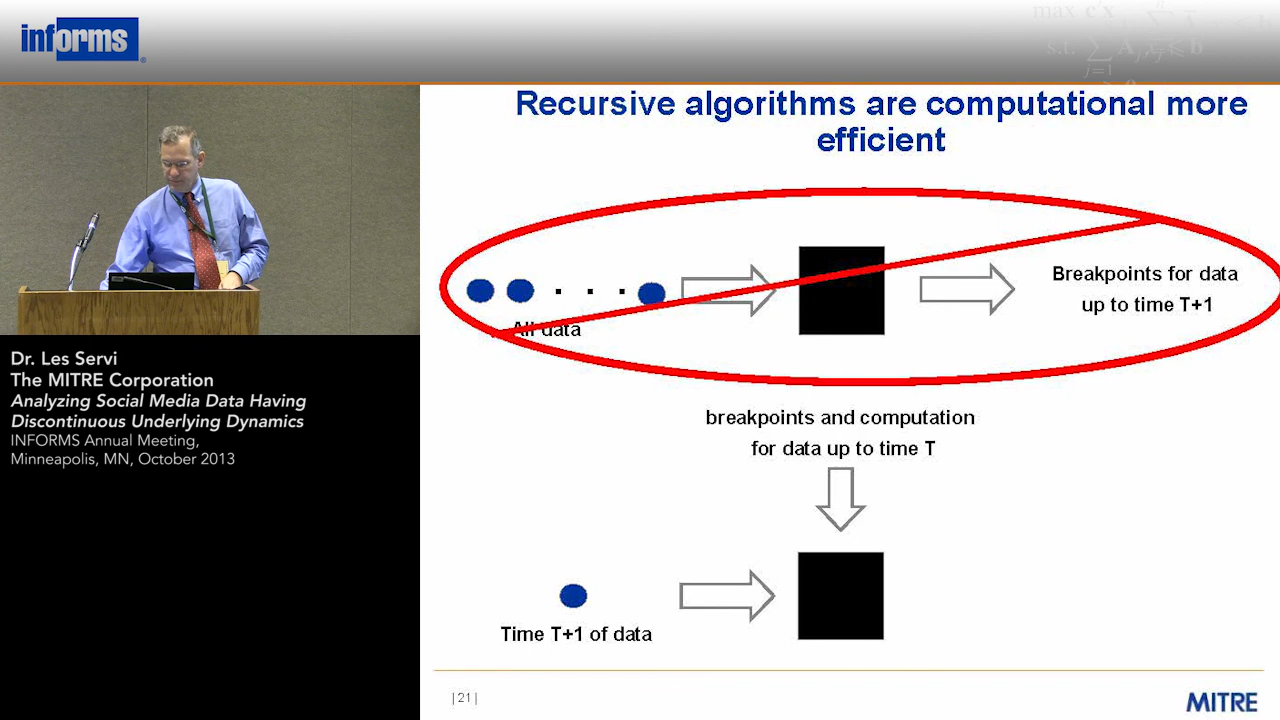 informs
max c'x
s.t.
b
Recursive algorithms are computational more
efficient
Breakpoints for data
up to time T+1
All data
Dr. Les Servi
The MITRE Corporation
Analyzing Social Media Data Having
Discontinuous Underlying Dynamics
INFORMS Annual Meeting,
Minneapolis, MN, October 2013
breakpoints and computation
for data up to time T
Time T+1 of data
| 21 |
MITRE